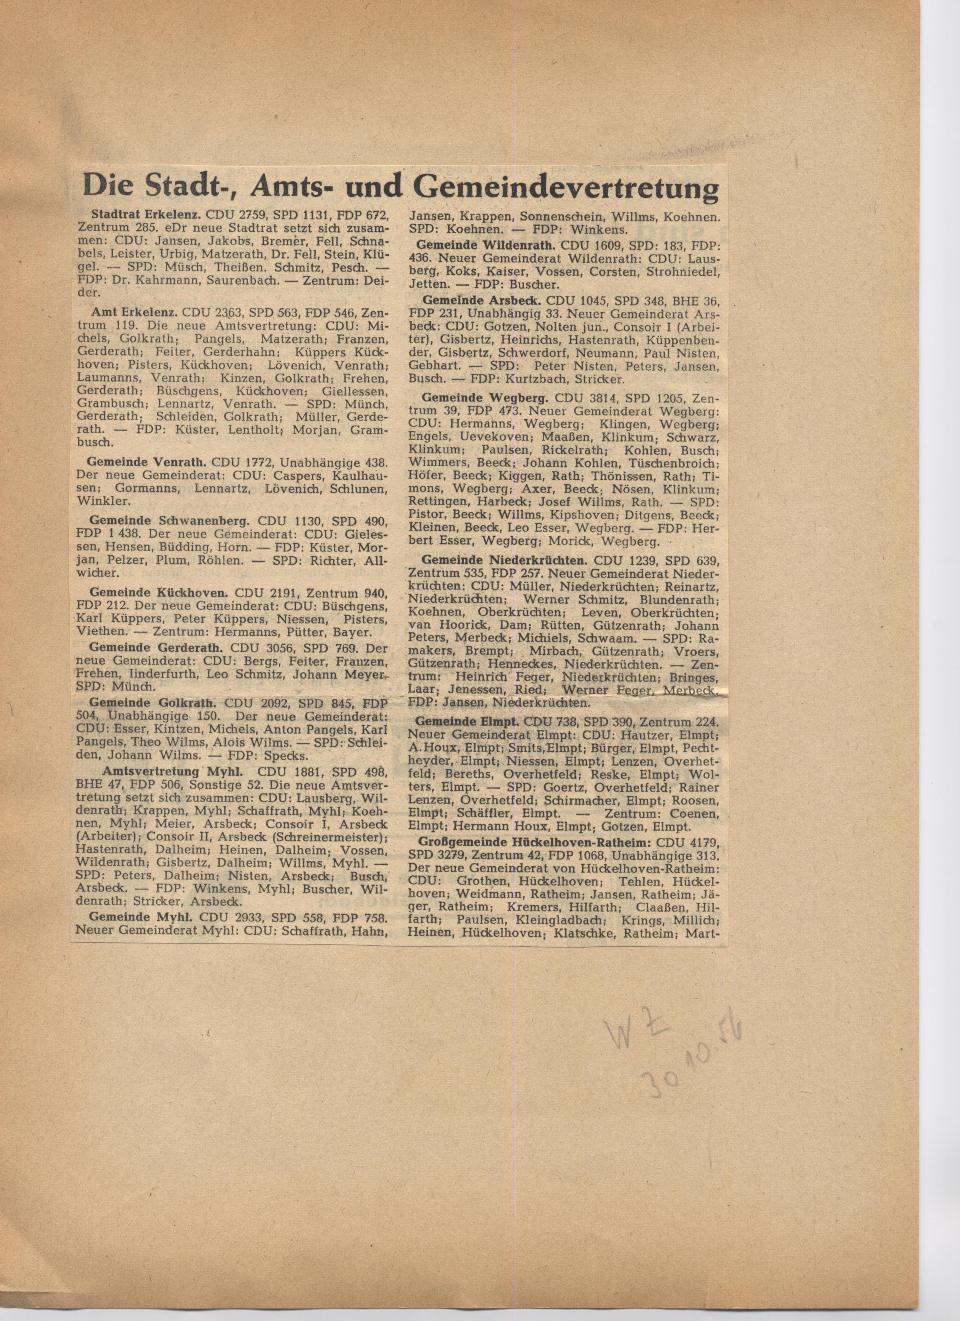 Die Stadt-, Amts- und Gemeindevertretung
Stadtrat Erkelenz. CDU 2759, SPD 1131, FDP 672,
Zentrum 285. eDr neue Stadtrat setzt sich zusam-
men: CDU: Jansen, Jakobs, Bremer, Fell, Schna-
bels, Leister, Urbig, Matzerath, Dr. Fell, Stein, Klü-
gel. — SPD: Müsch, Theißen. Schmitz, Pesch. —
FDP: Dr. Kahrmann, Saurenbach. — Zentrum: Dei-
der.
Amt Erkelenz. CDU 2363, SPD 563, FDP 546, Zen-
trum 119. Die neue Amtsvertretung: CDU: Mi-
chels, Golkrath; Pangels, Matzerath; Franzen,
Gerderath; Feiter, Gerderhahn; Küppers Kück-
hoven; Pisters, Kückhoven; Lövenich, Venrath;
Laumanns, Venrath; Kinzen, Golkrath; Frehen,
Gerderath; Büschgens, Kückhoven; Giellessen,
Grambusch; Lennartz, Venrath. — SPD: Münch,
Gerderath; Schleiden, Golkrath; Müller, Gerde-
rath. — FDP: Küster, Lentholt; Morjan, Gram-
busch.
Gemeinde Venrath. CDU 1772, Unabhängige 438.
Der neue Gemeinderat: CDU: Caspers, Kaulhau-
sen; Gormanns, Lennartz, Lövenich, Schlunen,
Winkler.
Gemeinde Schwanenberg. CDU 1130, SPD 490,
FDP 1 438. Der neue Gemeinderat: CDU: Gieles-
sen, Hensen, Büdding, Horn. — FDP: Küster, Mor-
jan, Pelzer, Plum, Röhlen. — SPD: Richter, All-
wicher.
Gemeinde Kückhoven. CDU 2191, Zentrum 940,
FDP 212. Der neue Gemeinderat: CDU: Büschgens,
Karl Küppers, Peter Küppers, Niessen, Pisters,
Viethen. — Zentrum: Hermanns, Pütter, Bayer.
Gemeinde Gerderath. CDU 3056, SPD 769. Der
neue Gemeinderat: CDU: Bergs, Feiter, Franzen,
Frehen, Iinderfurth, Leo Schmitz, Johann Meyer.
SPD: Münch.
Gemeinde Golkrath. CDU 2092, SPD 845, FDP
504, Unabhängige 150. Der neue Gemeinderat:
CDU: Esser, Kintzen, Michels, Anton Pangels, Karl
Pangels, Theo Wilms, Alois Wilms. — SPD: Schlei-
den, Johann Wilms. — FDP: Specks.
Amtsvertretung Myhl. CDU 1881, SPD 498,
BHE 47, FDP 506, Sonstige 52. Die neue Amtsver-
tretung setzt sich zusammen: CDU: Lausberg, Wil-
denrath; Krappen, Myhl; Schaffrath, Myhl; Koeh-
nen, Myhl; Meier, Arsbeck; Consoir I, Arsbeck
(Arbeiter); Consoir II, Arsbeck (Schreinermeister);
Hastenrath, Dalheim; Heinen, Dalheim; Vossen,
Wildenrath; Gisbertz, Dalheim; Willms, Myhl. —
SPD: Peters, Dalheim; Nisten, Arsbeck; Busch,
Arsbeck. — FDP: Winkens, Myhl; Buscher, Wil-
denrath; Stricker, Arsbeck.
Gemeinde Myhl. CDU 2933, SPD 558, FDP 758.
Neuer Gemeinderat Myhl: CDU: Schaffrath, Hahn,
Jansen, Krappen, Sonnenschein, Willms, Koehnen.
SPD: Koehnen. — FDP: Winkens.
Gemeinde Wildenrath. CDU 1609, SPD: 183, FDP:
436. Neuer Gemeinderat Wildenrath: CDU: Laus-
berg, Koks, Kaiser, Vossen, Corsten, Strohniedel,
Jetten. — FDP: Buscher.
Gemeinde Arsbeck. CDU 1045, SPD 348, BHE 36,
FDP 231, Unabhängig 33. Neuer Gemeinderat Ars-
beck: CDU: Gotzen, Nolten jun., Consoir I (Arbei-
ter), Gisbertz, Heinrichs, Hastenrath, Küppenben-
der, Gisbertz, Schwerdorf, Neumann, Paul Nisten,
Gebhart. — SPD: Peter Nisten, Peters, Jansen,
Busch. — FDP: Kurtzbach, Stricker.
Gemeinde Wegberg. CDU 3814, SPD 1205, Zen-
trum 39, FDP 473. Neuer Gemeinderat Wegberg:
CDU: Hermanns, Wegberg; Klingen, Wegberg;
Engels, Uevekoven; Maaßen, Klinkum; Schwarz,
Klinkum; Paulsen, Rickelrath; Kohlen, Busch;
Wimmers, Beeck; Johann Kohlen, Tüschenbroich;
Höfer, Beeck; Kiggen, Rath; Thönissen, Rath; Ti-
mons, Wegberg; Axer, Beeck; Nösen, Klinkum;
Rettingen, Harbeck; Josef Willms, Rath. — SPD:
Pistor, Beeck; Willms, Kipshoven; Ditgens, Beeck;
Kleinen, Beeck, Leo Esser, Wegberg. — FDP: Her-
bert Esser, Wegberg; Morick, Wegberg.
Gemeinde Niederkrüchten. CDU 1239, SPD 639,
Zentrum 535, FDP 257. Neuer Gemeinderat Nieder-
krüchten: CDU: Müller, Niederkrüchten; Reinartz,
Niederkrüchten; Werner Schmitz, Blundenrath;
Koehnen, Oberkrüchten; Leven, Oberkrüchten;
van Hoorick, Dam; Rütten, Gützenrath; Johann
Peters, Merbeck; Michiels, Schwaam. — SPD: Ra-
makers, Brempt; Mirbach, Gützenrath; Vroers,
Gützenrath; Henneckes, Niederkrüchten. — Zen-
trum: Heinrich Feger, Niederkrüchten; Bringes,
Laar; Jenessen, Ried; Werner Feger, Merbeck.
FDP: Jansen, Niederkrüchten.
Gemeinde Elmpt. CDU 738, SPD 390, Zentrum 224.
Neuer Gemeinderat Elmpt: CDU: Hautzer, Elmpt;
A. Houx, Elmpt; Smits, Elmpt; Bürger, Elmpt, Pecht-
heyder, Elmpt; Niessen, Elmpt; Lenzen, Overhet-
feld; Bereths, Overhetfeld; Reske, Elmpt; Wol-
ters, Elmpt. — SPD: Goertz, Overhetfeld; Rainer
Lenzen, Overhetfeld; Schirmacher, Elmpt; Roosen,
Elmpt; Schäffler, Elmpt. — Zentrum: Coenen,
Elmpt; Hermann Houx, Elmpt; Gotzen, Elmpt.
Großgemeinde Hückelhoven-Ratheim: CDU 4179,
SPD 3279, Zentrum 42, FDP 1068, Unabhängige 313.
Der neue Gemeinderat von Hückelhoven-Ratheim:
CDU: Grothen, Hückelhoven; Tehlen, Hückel-
hoven; Weidmann, Ratheim; Jansen, Ratheim; Jä-
ger, Ratheim; Kremers, Hilfarth; Claaßen, Hil-
farth; Paulsen, Kleingladbach; Krings, Millich;
Heinen, Hückelhoven; Klatschke, Ratheim; Mart-
WZ
30.10.56